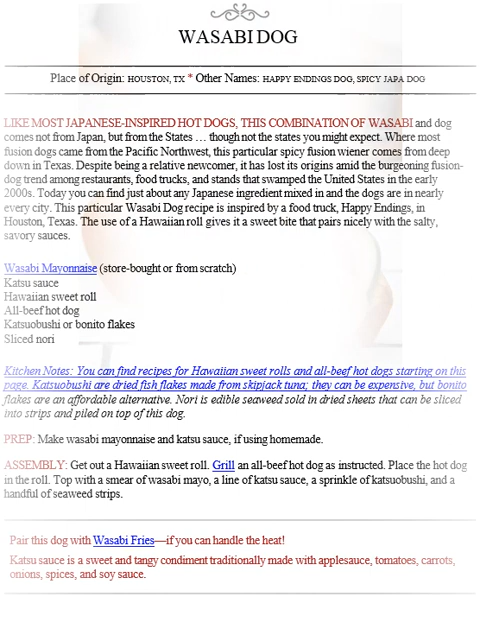 WASABI DOG
Place of Origin: HOUSTON, TX * Other Names: HAPPY ENDINGS DOG, SPICY JAPA DOG
LIKE MOST JAPANESE-INSPIRED HOT DOGS, THIS COMBINATION OF WASABI and dog
comes not from Japan, but from the States … though not the states you might expect. Where most
fusion dogs came from the Pacific Northwest, this particular spicy fusion wiener comes from deep
down in Texas. Despite being a relative newcomer, it has lost its origins amid the burgeoning fusion-
dog trend among restaurants, food trucks, and stands that swamped the United States in the early
2000s. Today you can find just about any Japanese ingredient mixed in and the dogs are in nearly
every city. This particular Wasabi Dog recipe is inspired by a food truck, Happy Endings, in
Houston, Texas. The use of a Hawaiian roll gives it a sweet bite that pairs nicely with the salty,
savory sauces.
Wasabi Mayonnaise (store-bought or from scratch)
Katsu sauce
Hawaiian sweet roll
All-beef hot dog
Katsuobushi or bonito flakes
Sliced nori
Kitchen Notes: You can find recipes for Hawaiian sweet rolls and all-beef hot dogs starting on this
page. Katsuobushi are dried fish flakes made from skipjack tuna; they can be expensive, but bonito
flakes are an affordable alternative. Nori is edible seaweed sold in dried sheets that can be sliced
into strips and piled on top of this dog.
PREP: Make wasabi mayonnaise and katsu sauce, if using homemade.
ASSEMBLY: Get out a Hawaiian sweet roll. Grill an all-beef hot dog as instructed. Place the hot dog
in the roll. Top with a smear of wasabi mayo, a line of katsu sauce, a sprinkle of katsuobushi, and a
handful of seaweed strips.
Pair this dog with Wasabi Fries—if you can handle the heat!
Katsu sauce is a sweet and tangy condiment traditionally made with applesauce, tomatoes, carrots,
onions, spices, and soy sauce.